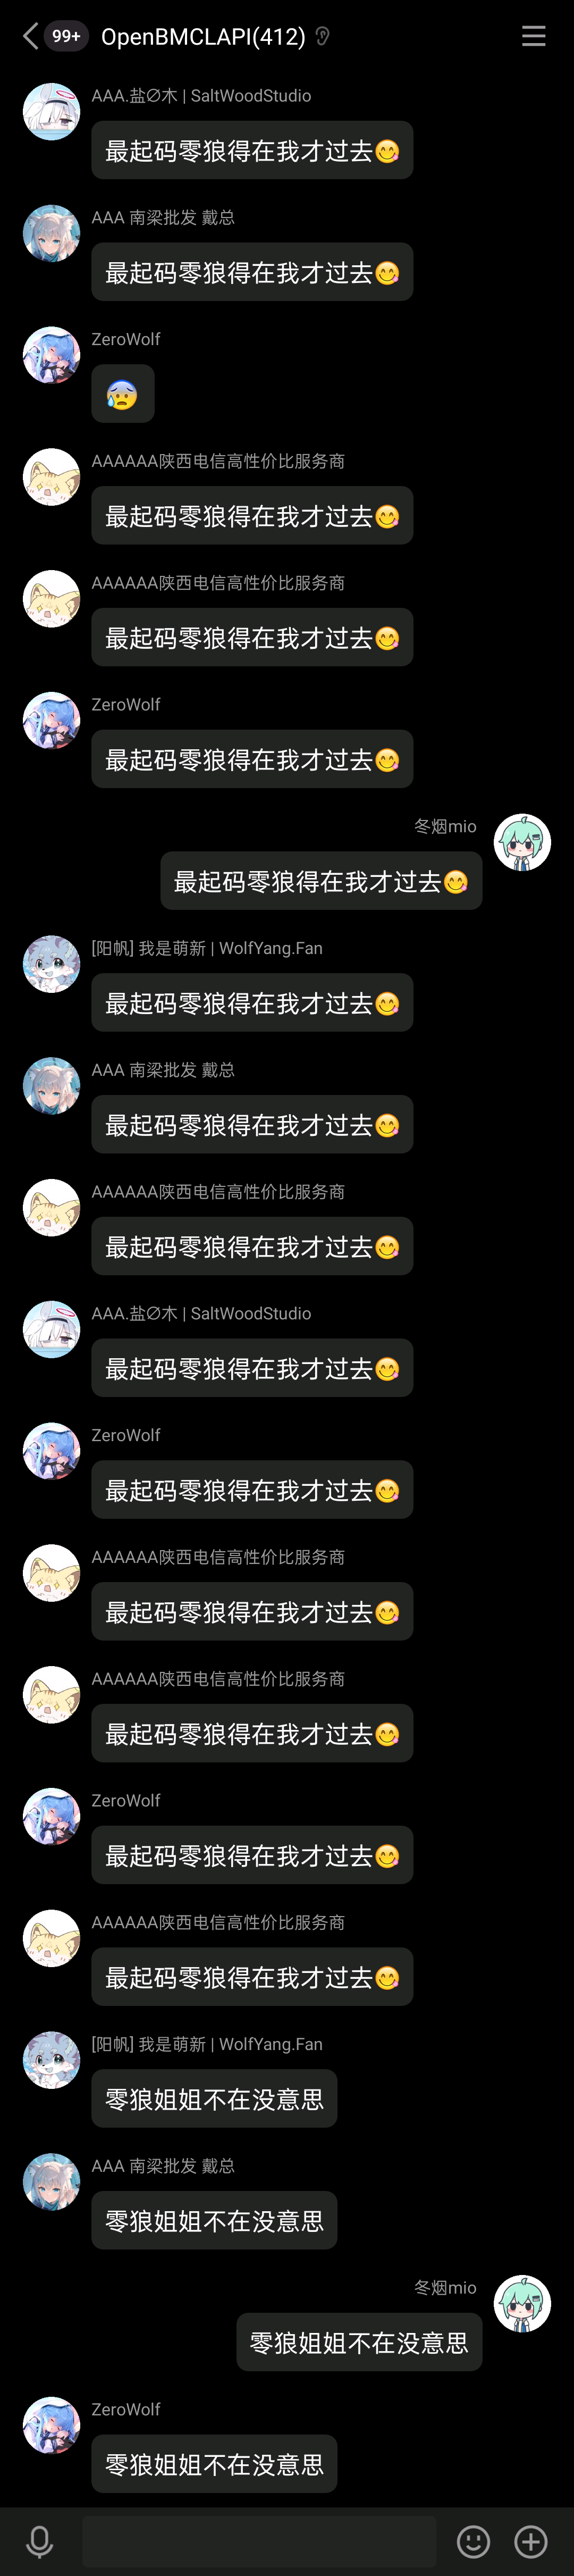 99+ OpenBMCLAPI(412)
AAA.盐∅木 | SaltWoodStudio
最起码零狼得在我才过去😋
AAA 南梁批发 戴总
最起码零狼得在我才过去😋
ZeroWolf
😰
AAAAAA陕西电信高性价比服务商
最起码零狼得在我才过去😋
AAAAAA陕西电信高性价比服务商
最起码零狼得在我才过去😋
ZeroWolf
最起码零狼得在我才过去😋
冬烟mio
最起码零狼得在我才过去😋
[阳帆] 我是萌新 | WolfYang.Fan
最起码零狼得在我才过去😋
AAA 南梁批发 戴总
最起码零狼得在我才过去😋
AAAAAA陕西电信高性价比服务商
最起码零狼得在我才过去😋
AAA.盐∅木 | SaltWoodStudio
最起码零狼得在我才过去😋
ZeroWolf
最起码零狼得在我才过去😋
AAAAAA陕西电信高性价比服务商
最起码零狼得在我才过去😋
AAAAAA陕西电信高性价比服务商
最起码零狼得在我才过去😋
ZeroWolf
最起码零狼得在我才过去😋
AAAAAA陕西电信高性价比服务商
最起码零狼得在我才过去😋
[阳帆] 我是萌新 | WolfYang.Fan
零狼姐姐不在没意思
AAA 南梁批发 戴总
零狼姐姐不在没意思
冬烟mio
零狼姐姐不在没意思
ZeroWolf
零狼姐姐不在没意思